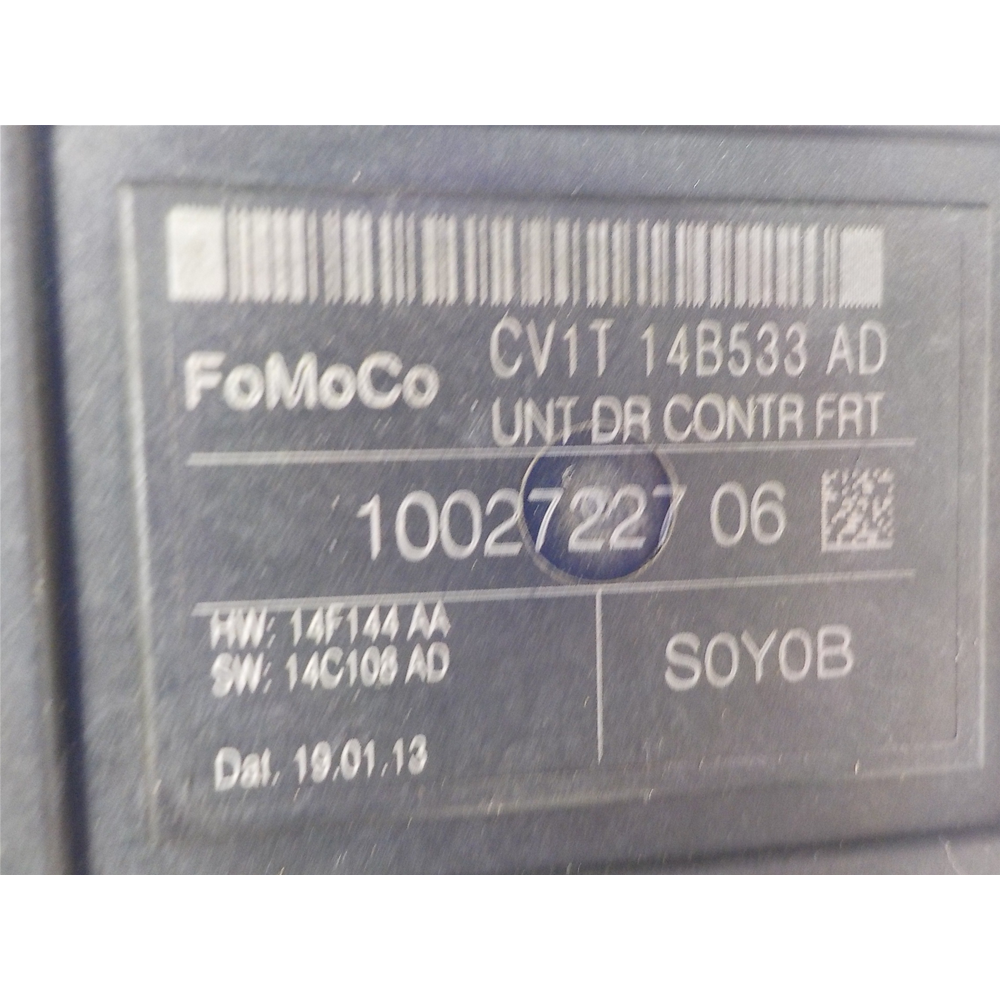 CV1T 14B533 AD
FoMoCo
UNT DR CONTR FRT
10027227 06
HW: 14F144 AA
SW: 14C108 AD
S0Y0B
Dat. 19.01.13